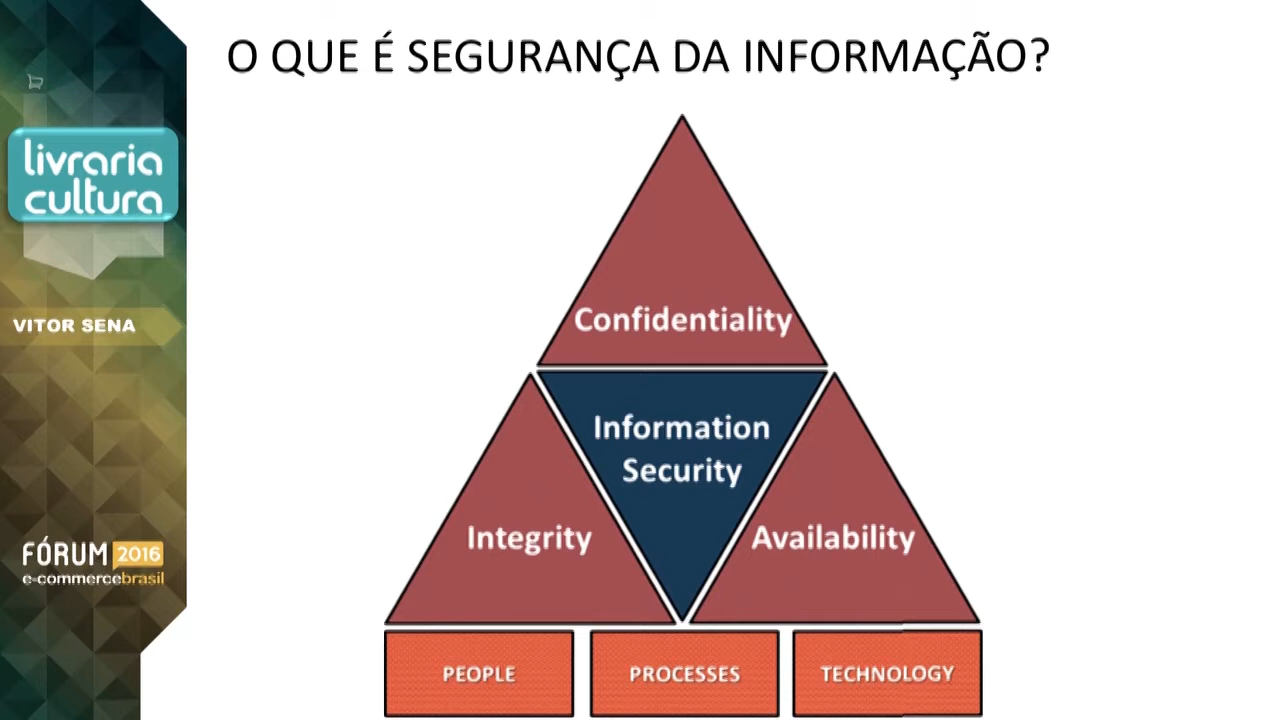 O QUE É SEGURANÇA DA INFORMAÇÃO?
livraria
cultura
VITOR SENA
FÓRUM 2016
e-commercebrasil
Confidentiality
Information
Security
Integrity
Availability
PEOPLE
PROCESSES
TECHNOLOGY